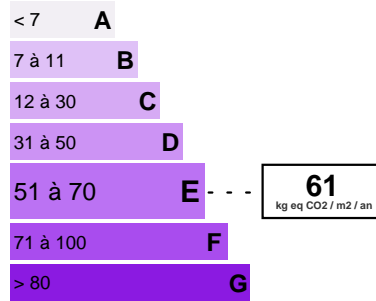 < 7 A
7 à 11 B
12 à 30 C
31 à 50 D
51 à 70 E
61
kg eq CO2 / m2 / an
71 à 100 F
> 80 G